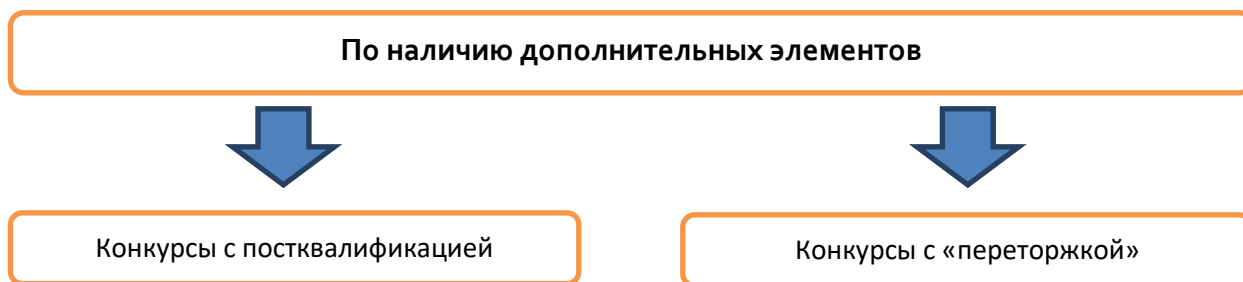 По наличию дополнительных элементов
Конкурсы с постквалификацией
Конкурсы с «переторжкой»